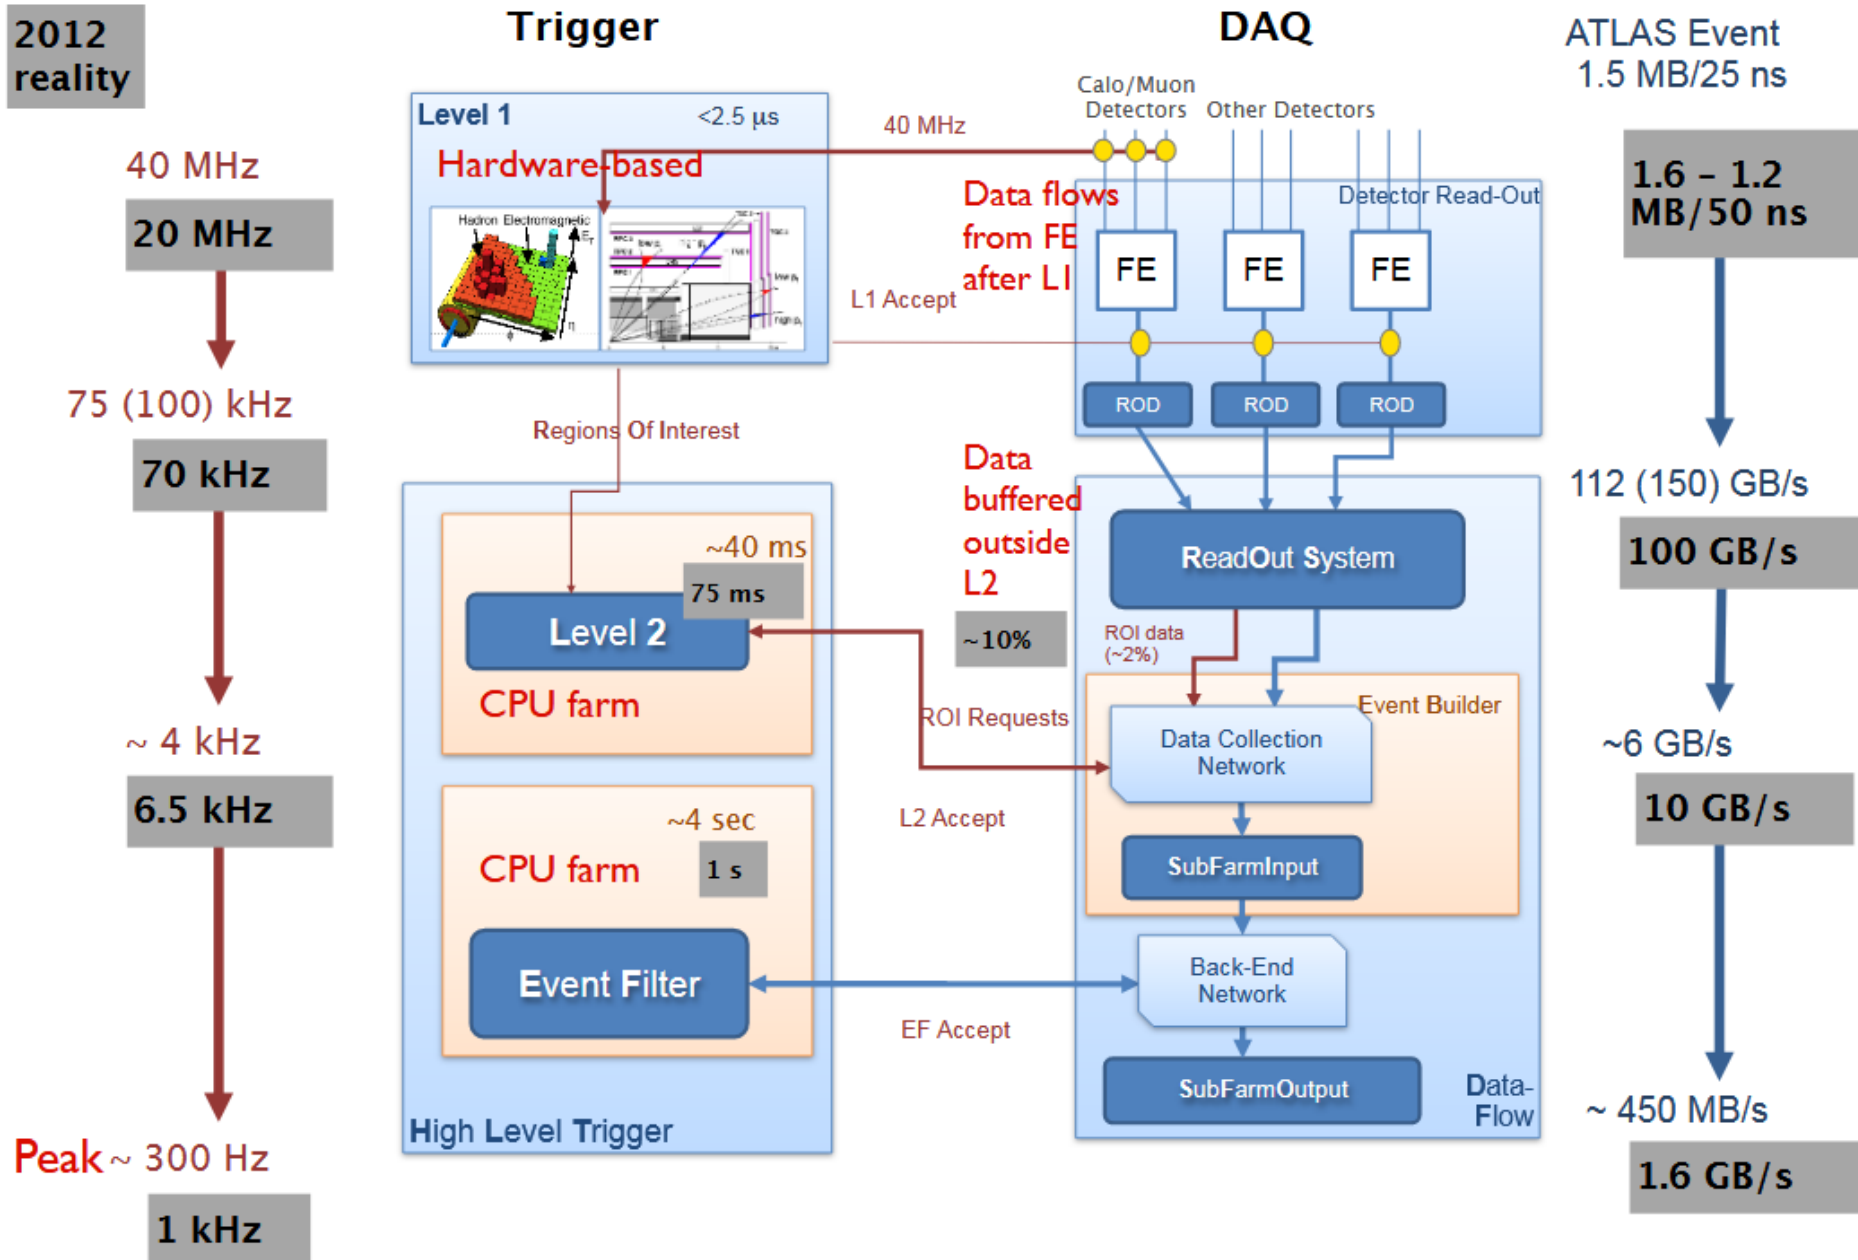 2012
reality
Trigger
DAQ
ATLAS Event
1.5 MB/25 ns
Level 1
<2.5 μs
Hardware-based
Hadron Electromagnetic
40 MHz
Calo/Muon
Detectors
Other Detectors
Detector Read-Out
Data flows
from FE
after L1
FE
FE
FE
L1 Accept
ROD
ROD
ROD
40 MHz
20 MHz
75 (100) kHz
70 kHz
~ 4 kHz
6.5 kHz
Peak ~ 300 Hz
1 kHz
Regions Of Interest
~40 ms
75 ms
Level 2
CPU farm
~4 sec
CPU farm
1 s
Event Filter
High Level Trigger
Data
buffered
outside
L2
~10%
ROI Requests
L2 Accept
EF Accept
ReadOut System
ROI data
(~2%)
Event Builder
Data Collection
Network
SubFarmInput
Back-End
Network
SubFarmOutput
Data-
Flow
1.6 – 1.2
MB/50 ns
112 (150) GB/s
100 GB/s
~6 GB/s
10 GB/s
~ 450 MB/s
1.6 GB/s